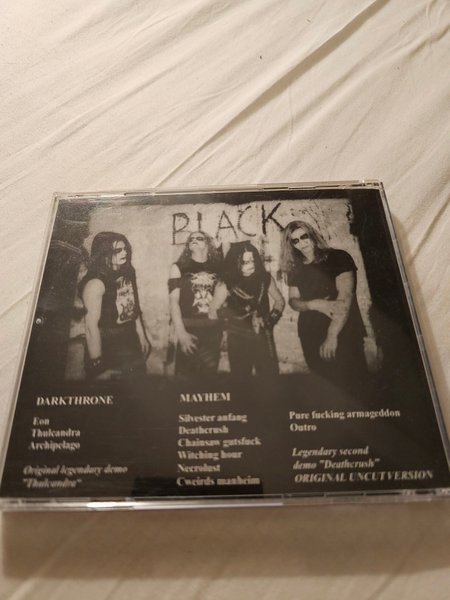 BLACK
DARKTHRONE
Eon
Thulcandra
Archipelago
Original legendary demo
"Thulcandra"
MAYHEM
Silvester anfang
Deathcrush
Chainsaw gutsfuck
Witching hour
Necrolust
Cweirds manheim
Pure fucking armageddon
Outro
Legendary second
demo "Deathcrush"
ORIGINAL UNCUT VERSION